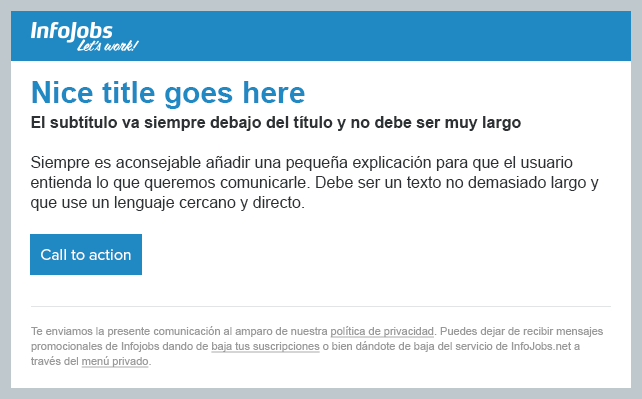 InfoJobs
Let's work!
Nice title goes here
El subtítulo va siempre debajo del título y no debe ser muy largo
Siempre es aconsejable añadir una pequeña explicación para que el usuario
entienda lo que queremos comunicarle. Debe ser un texto no demasiado largo y
que use un lenguaje cercano y directo.
Call to action
Te enviamos la presente comunicación al amparo de nuestra política de privacidad. Puedes dejar de recibir mensajes
promocionales de Infojobs dando de baja tus suscripciones o bien dándote de baja del servicio de InfoJobs.net a
través del menú privado.